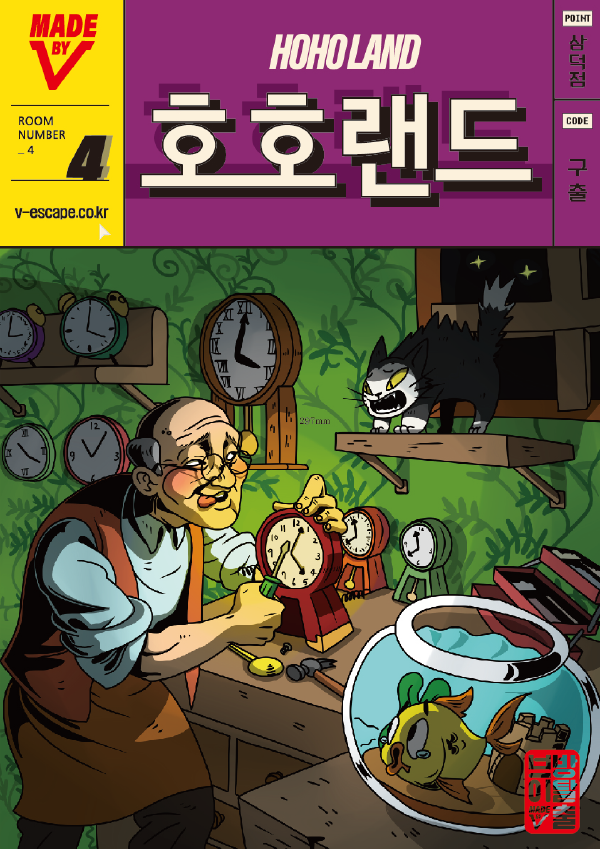 MADE
BY
V
ROOM
NUMBER
_ 4
4
v-escape.co.kr
HOHO LAND
호호랜드
POINT
삼덕점
CODE
구출
297mm